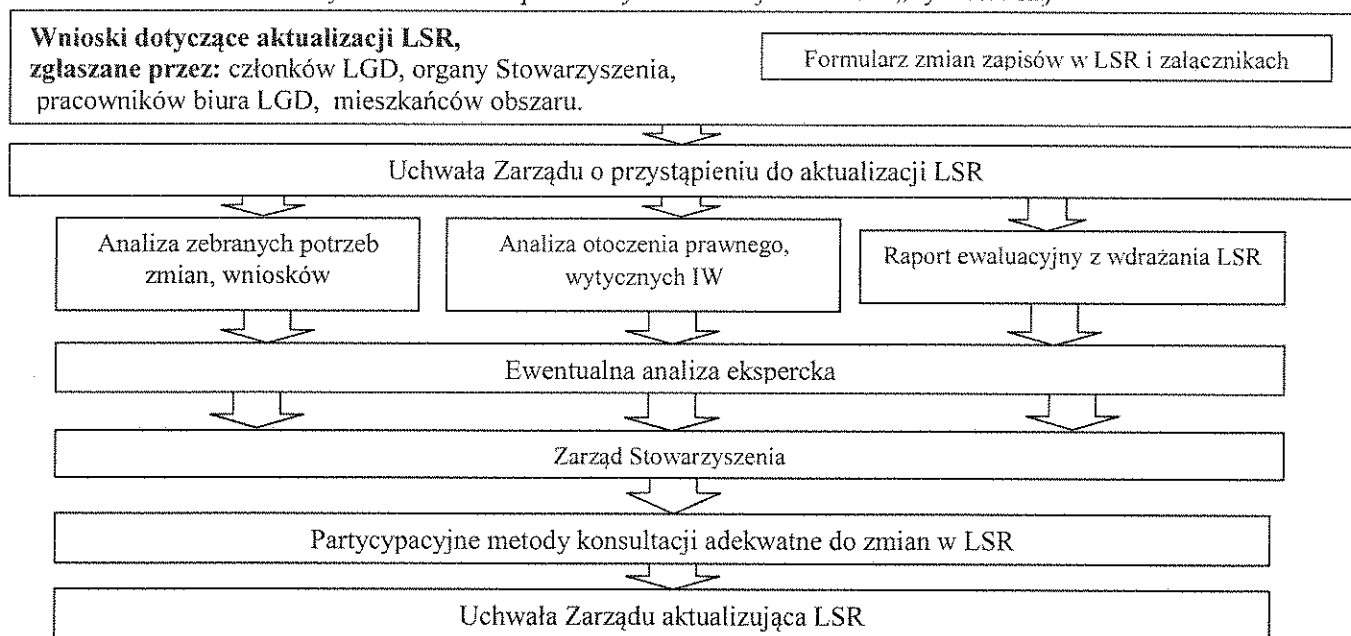 Wnioski dotyczące aktualizacji LSR,
zgłaszane przez: członków LGD, organy Stowarzyszenia,
pracowników biura LGD, mieszkańców obszaru.
Formularz zmian zapisów w LSR i załącznikach
Uchwała Zarządu o przystąpieniu do aktualizacji LSR
Analiza zebranych potrzeb
zmian, wniosków
Analiza otoczenia prawnego,
wytycznych IW
Raport ewaluacyjny z wdrażania LSR
Ewentualna analiza ekspercka
Zarząd Stowarzyszenia
Partycypacyjne metody konsultacji adekwatne do zmian w LSR
Uchwała Zarządu aktualizująca LSR